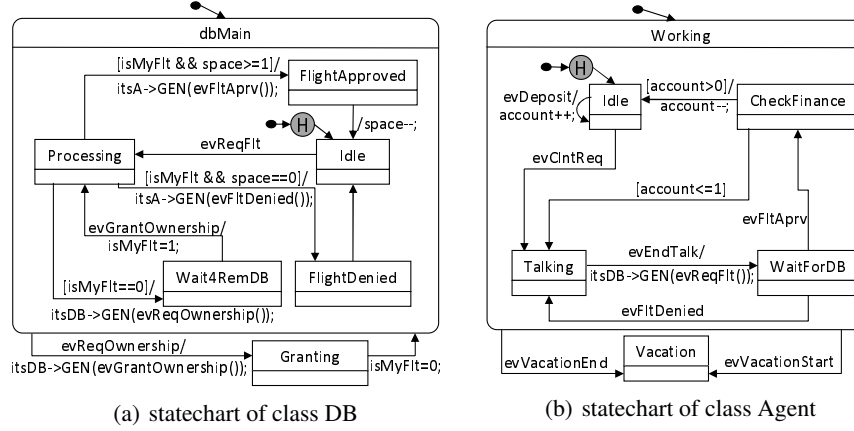 dbMain
[isMyFlt && space>=1]/
itsA->GEN(evFltAprv());
FlightApproved
H
/space--;
Processing
evReqFlt
Idle
[isMyFlt && space==0]/
itsA->GEN(evFltDenied());
evGrantOwnership/
isMyFlt=1;
Wait4RemDB
FlightDenied
[isMyFlt==0]/
itsDB->GEN(evReqOwnership());
evReqOwnership/
itsDB->GEN(evGrantOwnership());
Granting
isMyFlt=0;
(a) statechart of class DB
Working
H
evDeposit/
account++;
Idle
[account>0]/
account--;
CheckFinance
evClntReq
[account<=1]
evFltAprv
Talking
evEndTalk/
itsDB->GEN(evReqFlt());
WaitForDB
evFltDenied
evVacationEnd
Vacation
evVacationStart
(b) statechart of class Agent